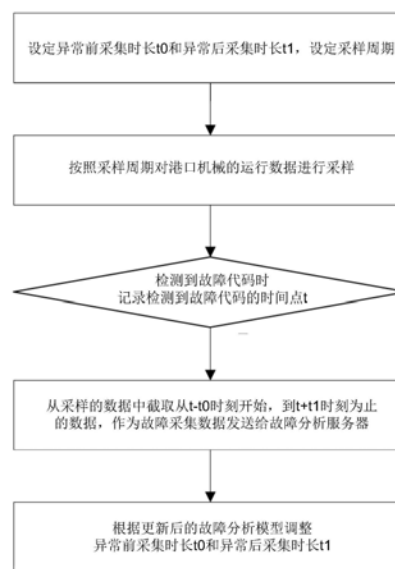 设定异常前采集时长t0和异常后采集时长t1，设定采样周期
按照采样周期对港口机械的运行数据进行采样
检测到故障代码时
记录检测到故障代码的时间点t
从采样的数据中截取从t-t0时刻开始，到t+t1时刻为止
的数据，作为故障采集数据发送给故障分析服务器
根据更新后的故障分析模型调整
异常前采集时长t0和异常后采集时长t1